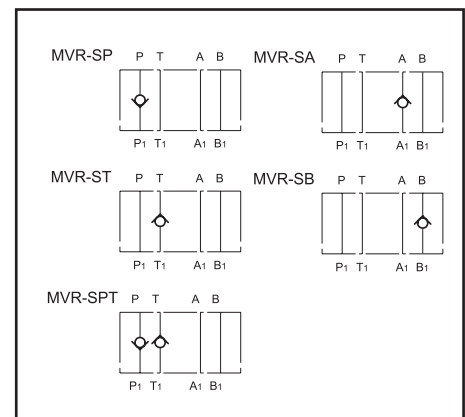 MVR-SP P T A B
P1 T1 A1 B1
MVR-SA P T A B
P1 T1 A1 B1
MVR-ST P T A B
P1 T1 A1 B1
MVR-SB P T A B
P1 T1 A1 B1
MVR-SPT P T A B
P1 T1 A1 B1